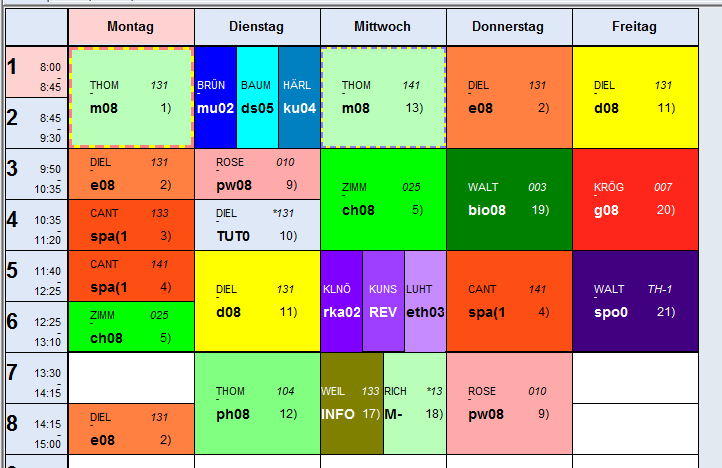 Montag Dienstag Mittwoch Donnerstag Freitag
1 8:00 - 8:45
THOM 131
m08 1)
BRÜN
mu02
BAUM
ds05
HÄRL
ku04
THOM 141
m08 13)
DIEL 131
e08 2)
DIEL 131
d08 11)
2 8:45 - 9:30
3 9:50 - 10:35
DIEL 131
e08 2)
ROSE 010
pw08 9)
ZIMM 025
ch08 5)
WALT 003
bio08 19)
KRÖG 007
g08 20)
4 10:35 - 11:20
CANT 133
spa(1 3)
DIEL *131
TUT0 10)
5 11:40 - 12:25
CANT 141
spa(1 4)
DIEL 131
d08 11)
KLNÖ
rka02
KUNS
REV
LUHT
eth03
CANT 141
spa(1 4)
WALT TH-1
spo0 21)
6 12:25 - 13:10
ZIMM 025
ch08 5)
7 13:30 - 14:15
THOM 104
ph08 12)
WEIL 133
INFO 17)
RICH *13
M- 18)
ROSE 010
pw08 9)
8 14:15 - 15:00
DIEL 131
e08 2)